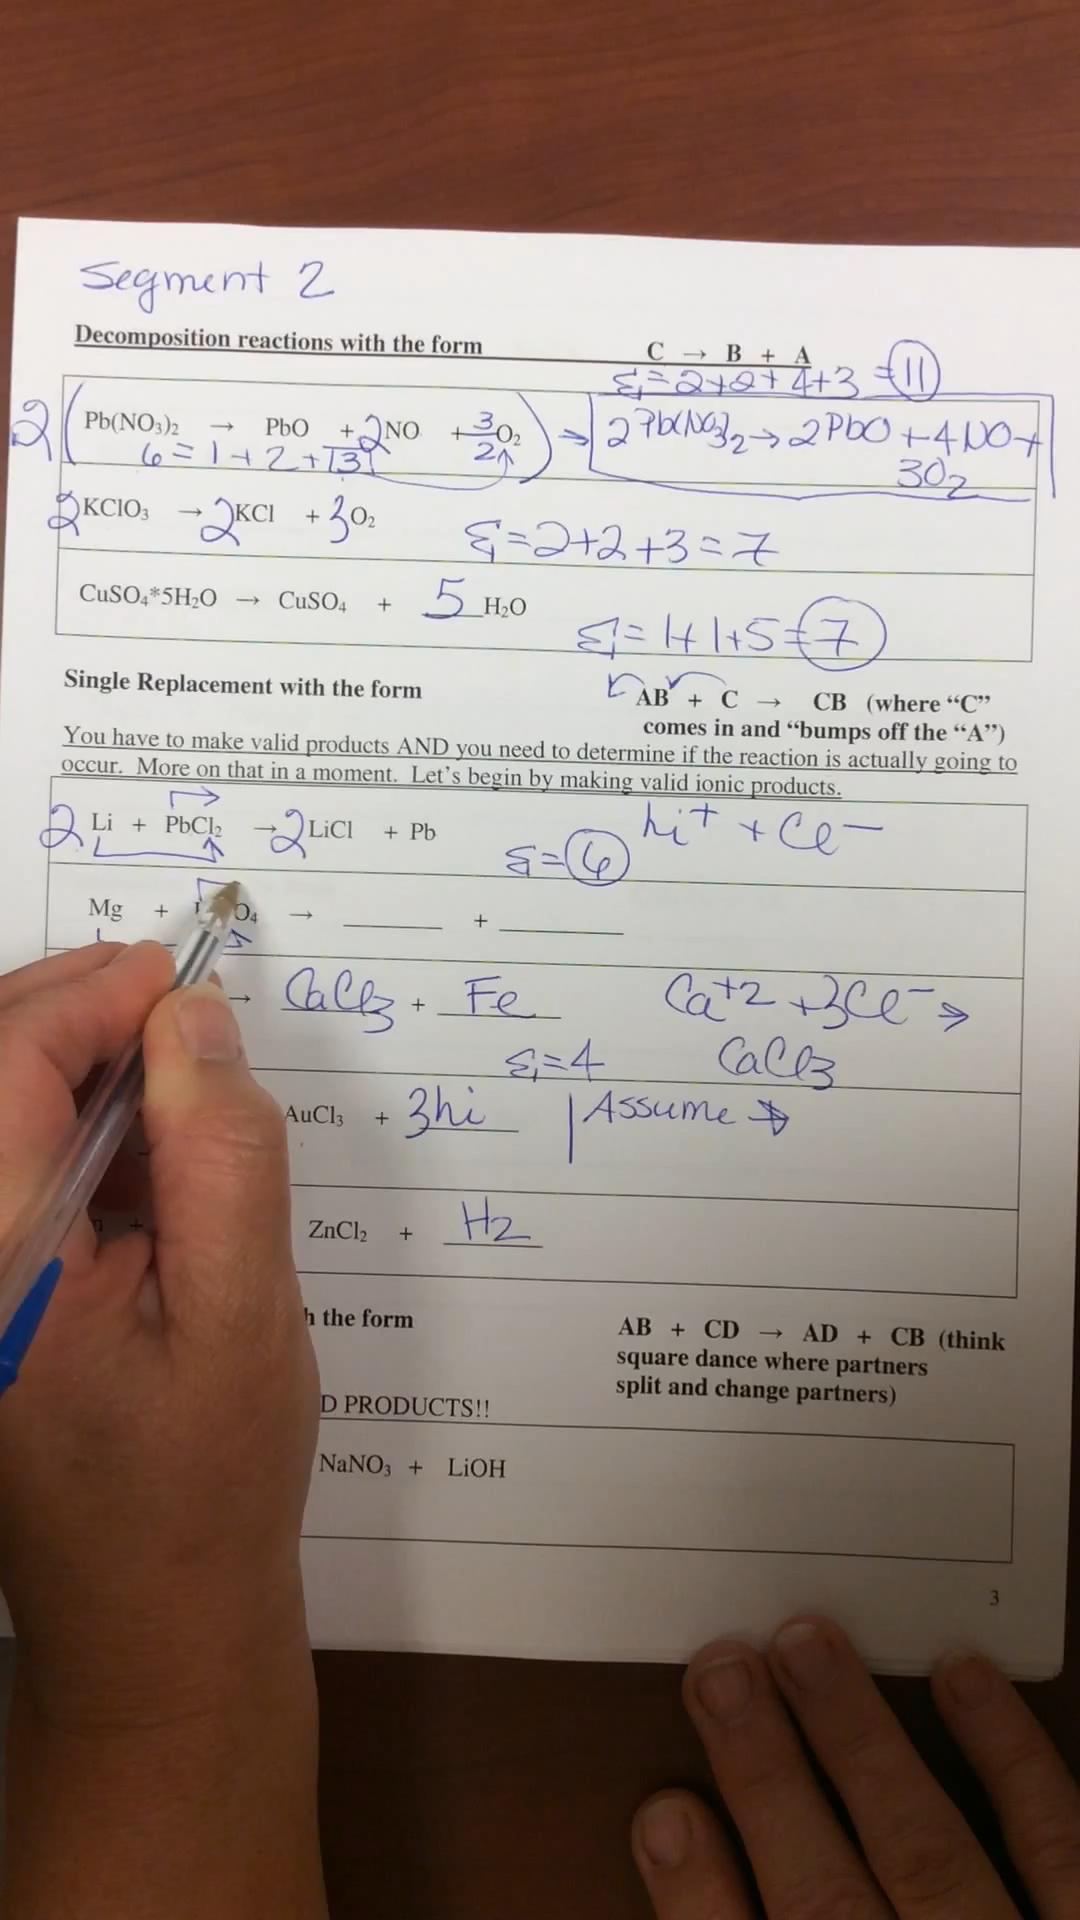 Segment 2
Decomposition reactions with the form C → B + A
Σ = 2+2+4+3 = 11
2( Pb(NO₃)₂ → PbO + 2NO + 3/2 O₂ ) ⇒ 2Pb(NO₃)₂ → 2PbO + 4NO +
6 = 1 + 2 + 3 3O₂
2KClO₃ → 2KCl + 3O₂ Σ = 2+2+3 = 7
CuSO₄*5H₂O → CuSO₄ + 5 H₂O
Σ = 1+1+5 = 7
Single Replacement with the form AB + C → CB (where “C”
comes in and “bumps off the “A”)
You have to make valid products AND you need to determine if the reaction is actually going to
occur. More on that in a moment. Let’s begin by making valid ionic products.
2 Li + PbCl₂ → 2LiCl + Pb Li⁺ + Cl⁻
Σ = 6
Mg + O₄ → ______ + ______
→ CaCl₃ + Fe Ca⁺² + 3Cl⁻ →
Σ = 4 CaCl₃
AuCl₃ + 3Li | Assume →
+ ZnCl₂ + H₂
the form AB + CD → AD + CB (think
square dance where partners
split and change partners)
PRODUCTS!!
NaNO₃ + LiOH
3